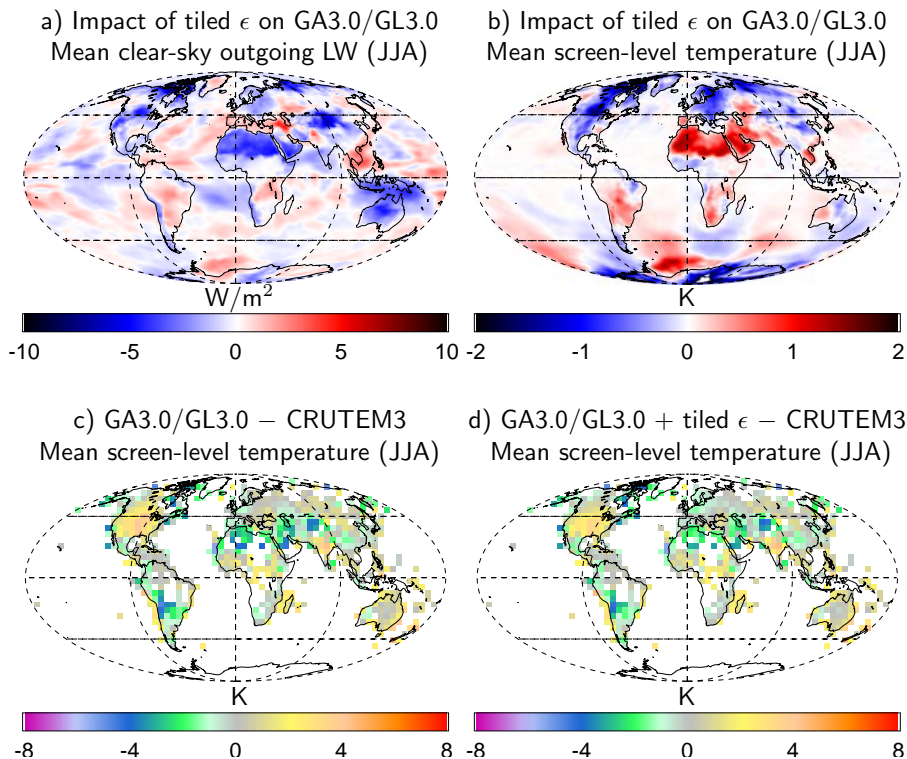 a) Impact of tiled ϵ on GA3.0/GL3.0
Mean clear-sky outgoing LW (JJA)
W/m²
-10 -5 0 5 10
b) Impact of tiled ϵ on GA3.0/GL3.0
Mean screen-level temperature (JJA)
K
-2 -1 0 1 2
c) GA3.0/GL3.0 − CRUTEM3
Mean screen-level temperature (JJA)
K
-8 -4 0 4 8
d) GA3.0/GL3.0 + tiled ϵ − CRUTEM3
Mean screen-level temperature (JJA)
K
-8 -4 0 4 8